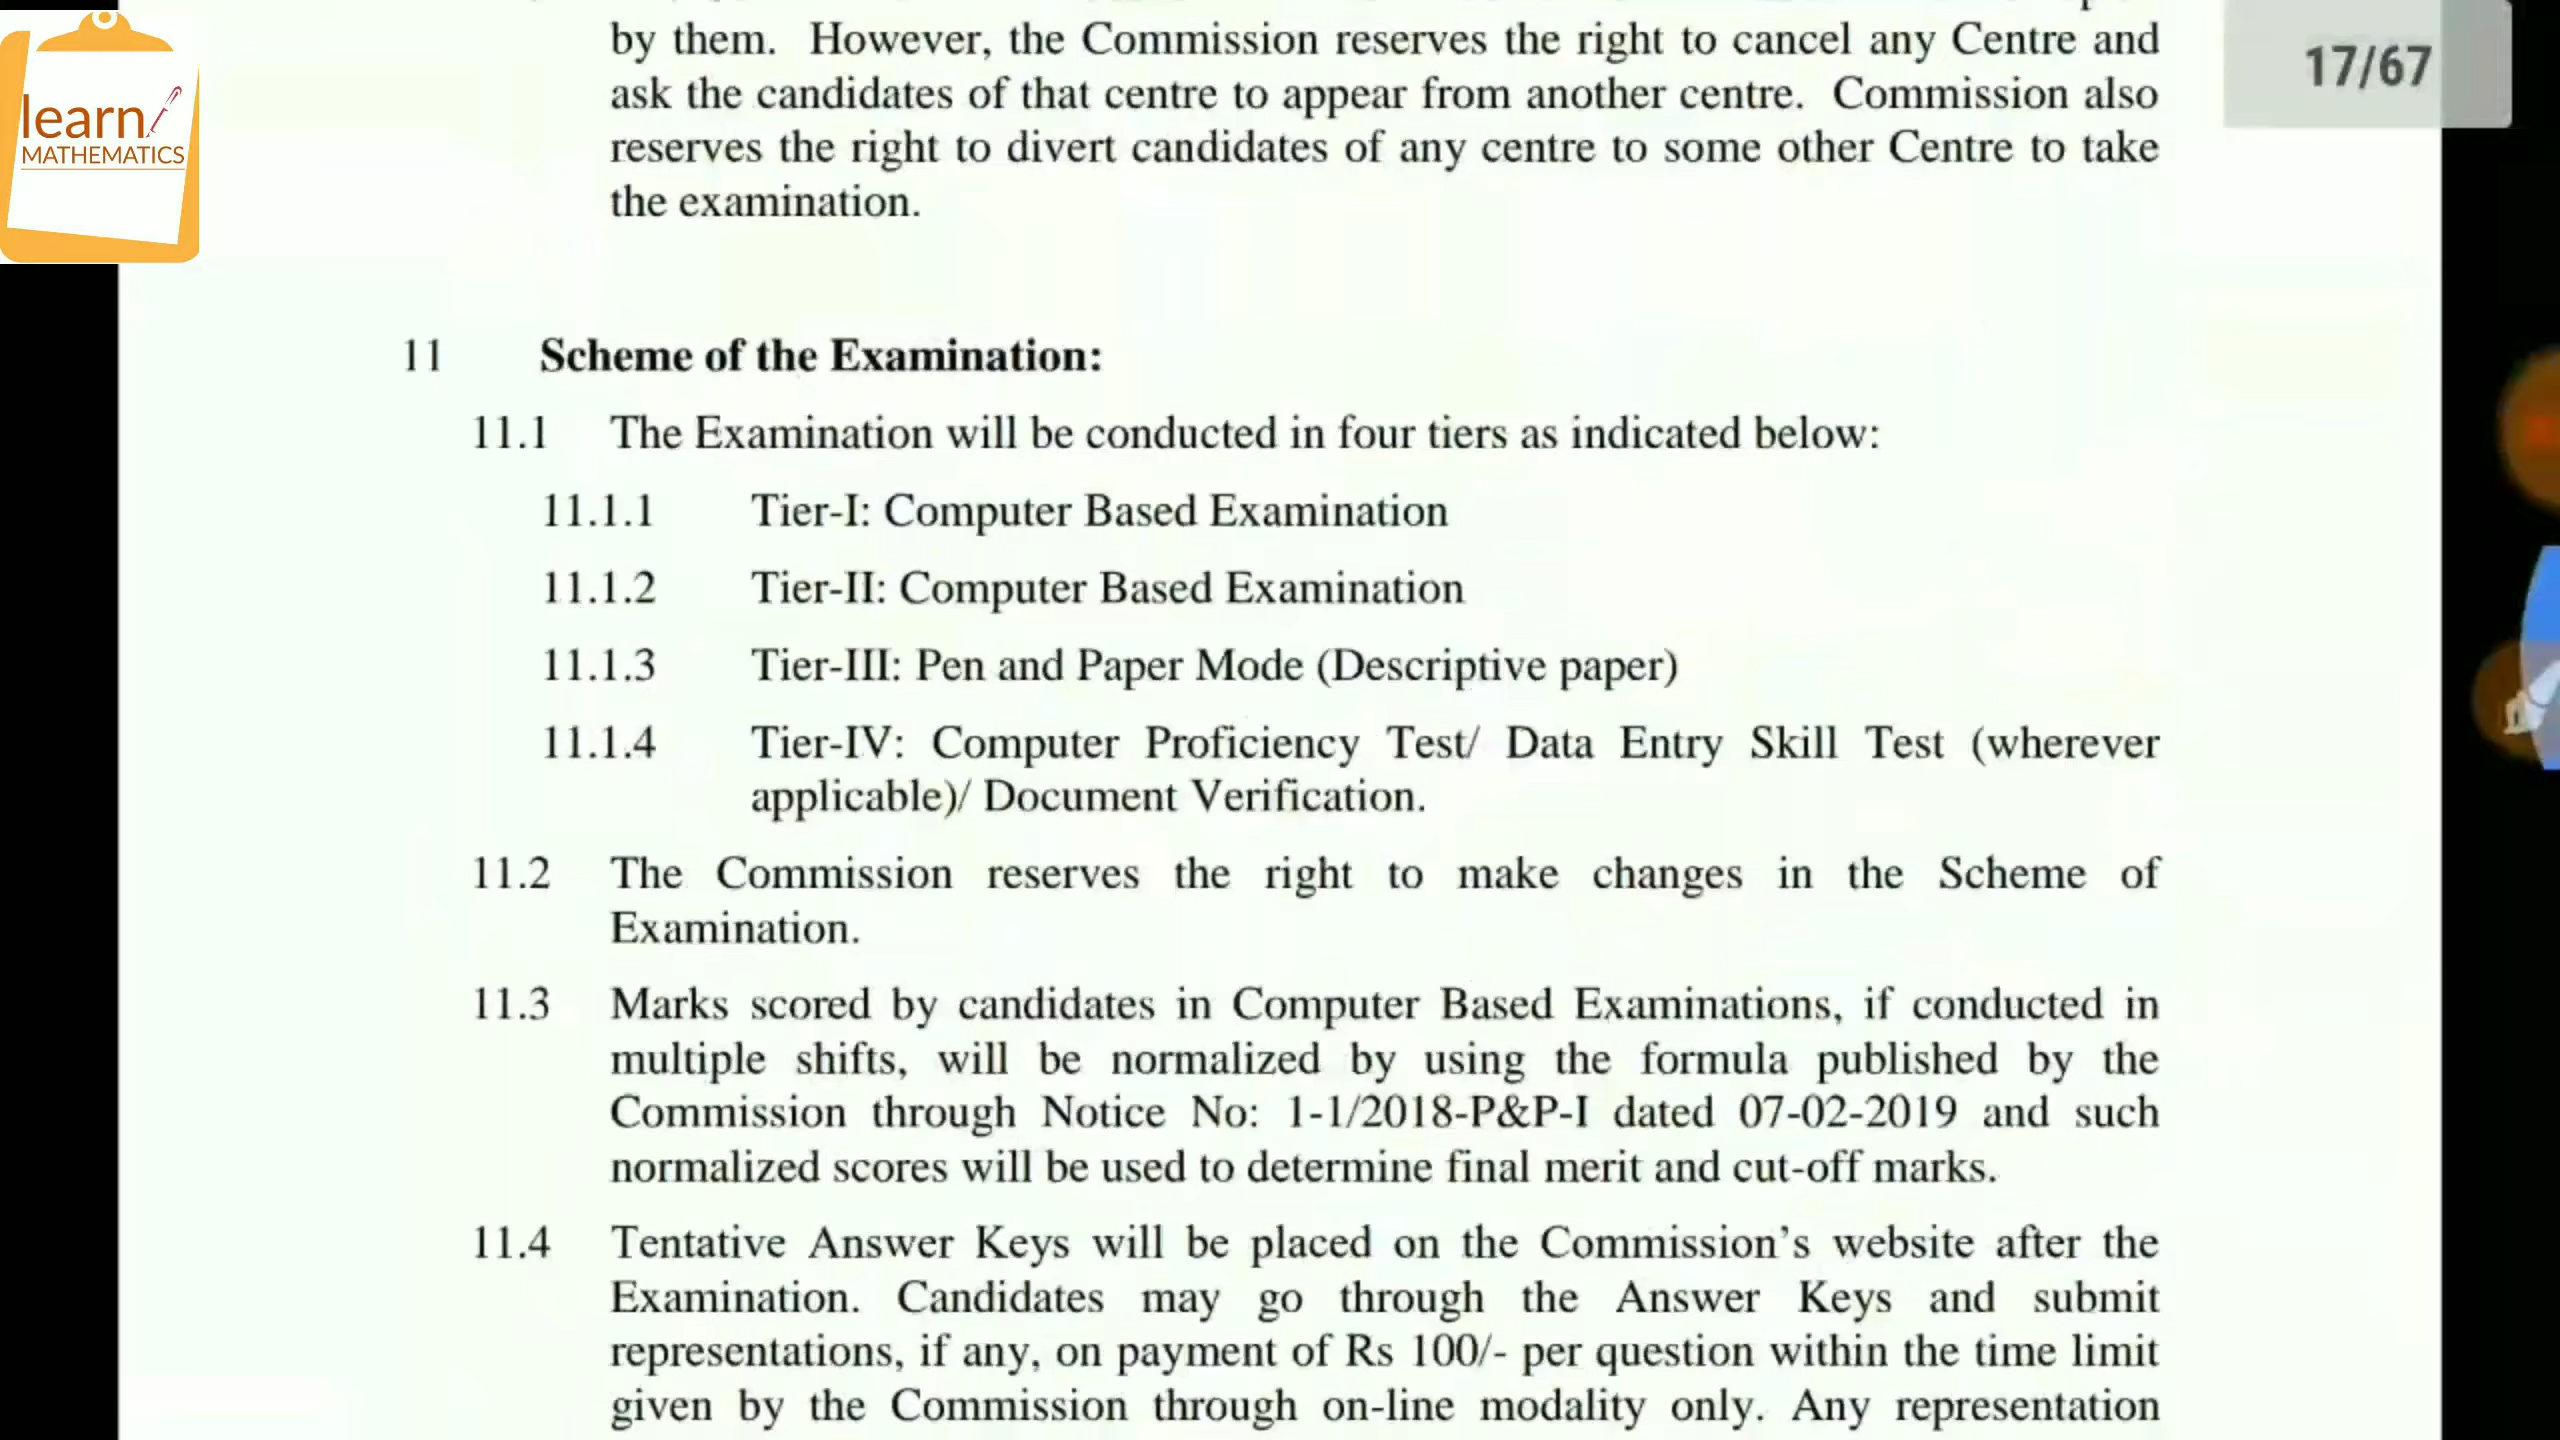 by them. However, the Commission reserves the right to cancel any Centre and
17/67
ask the candidates of that centre to appear from another centre. Commission also
learn
MATHEMATICS
reserves the right to divert candidates of any centre to some other Centre to take
the examination.
11 Scheme of the Examination:
11.1 The Examination will be conducted in four tiers as indicated below:
11.1.1 Tier-I: Computer Based Examination
11.1.2 Tier-II: Computer Based Examination
11.1.3 Tier-III: Pen and Paper Mode (Descriptive paper)
11.1.4 Tier-IV: Computer Proficiency Test/ Data Entry Skill Test (wherever
applicable)/ Document Verification.
11.2 The Commission reserves the right to make changes in the Scheme of
Examination.
11.3 Marks scored by candidates in Computer Based Examinations, if conducted in
multiple shifts, will be normalized by using the formula published by the
Commission through Notice No: 1-1/2018-P&P-I dated 07-02-2019 and such
normalized scores will be used to determine final merit and cut-off marks.
11.4 Tentative Answer Keys will be placed on the Commission’s website after the
Examination. Candidates may go through the Answer Keys and submit
representations, if any, on payment of Rs 100/- per question within the time limit
given by the Commission through on-line modality only. Any representation